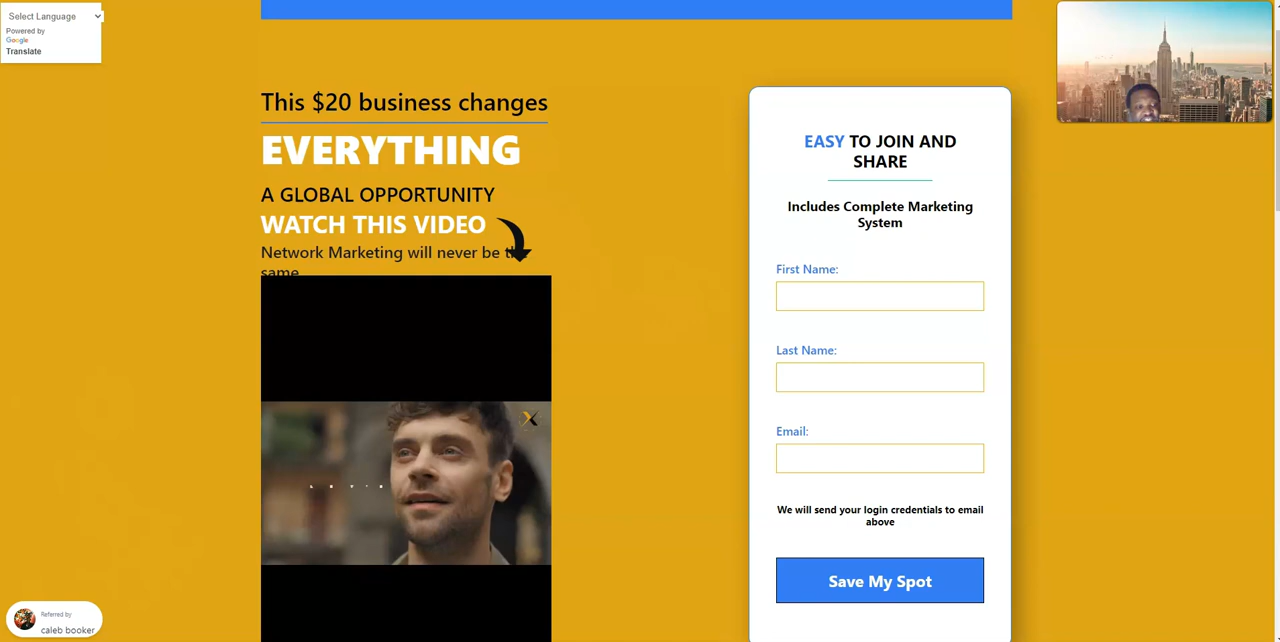 Select Language
Powered by
Google
Translate
This $20 business changes
EVERYTHING
A GLOBAL OPPORTUNITY
WATCH THIS VIDEO
Network Marketing will never be the
same
EASY TO JOIN AND
SHARE
Includes Complete Marketing
System
First Name:
Last Name:
Email:
We will send your login credentials to email
above
Save My Spot
Referred by
caleb booker